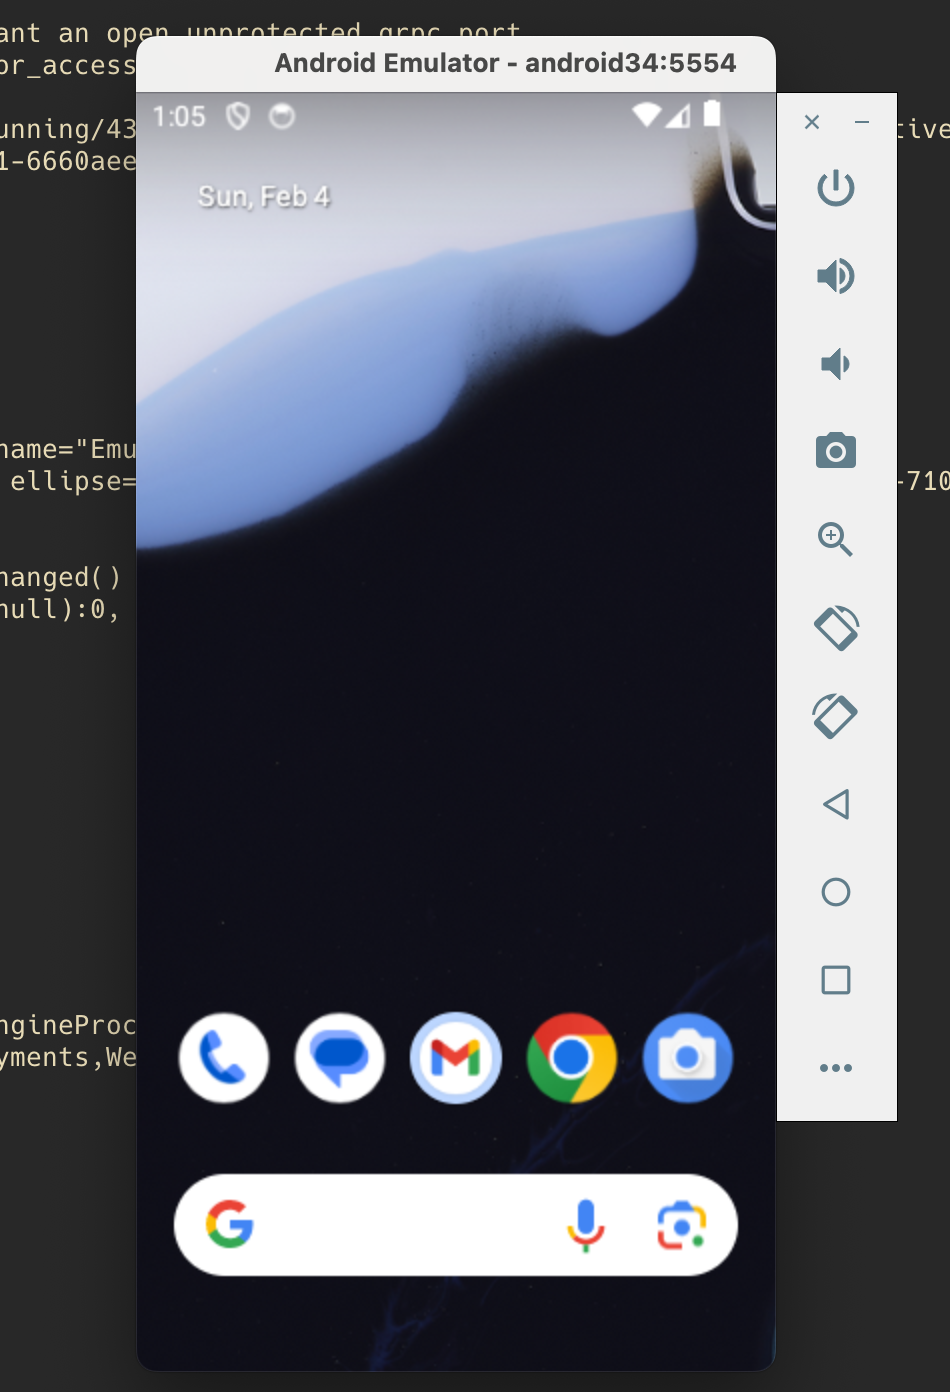 ant an open unprotected grpc port
or_access
Android Emulator - android34:5554
1:05
unning/43
tive
1-6660aee
Sun, Feb 4
name="Emu
ellipse=
-710
hanged()
null):0,
nginePro
yments,We